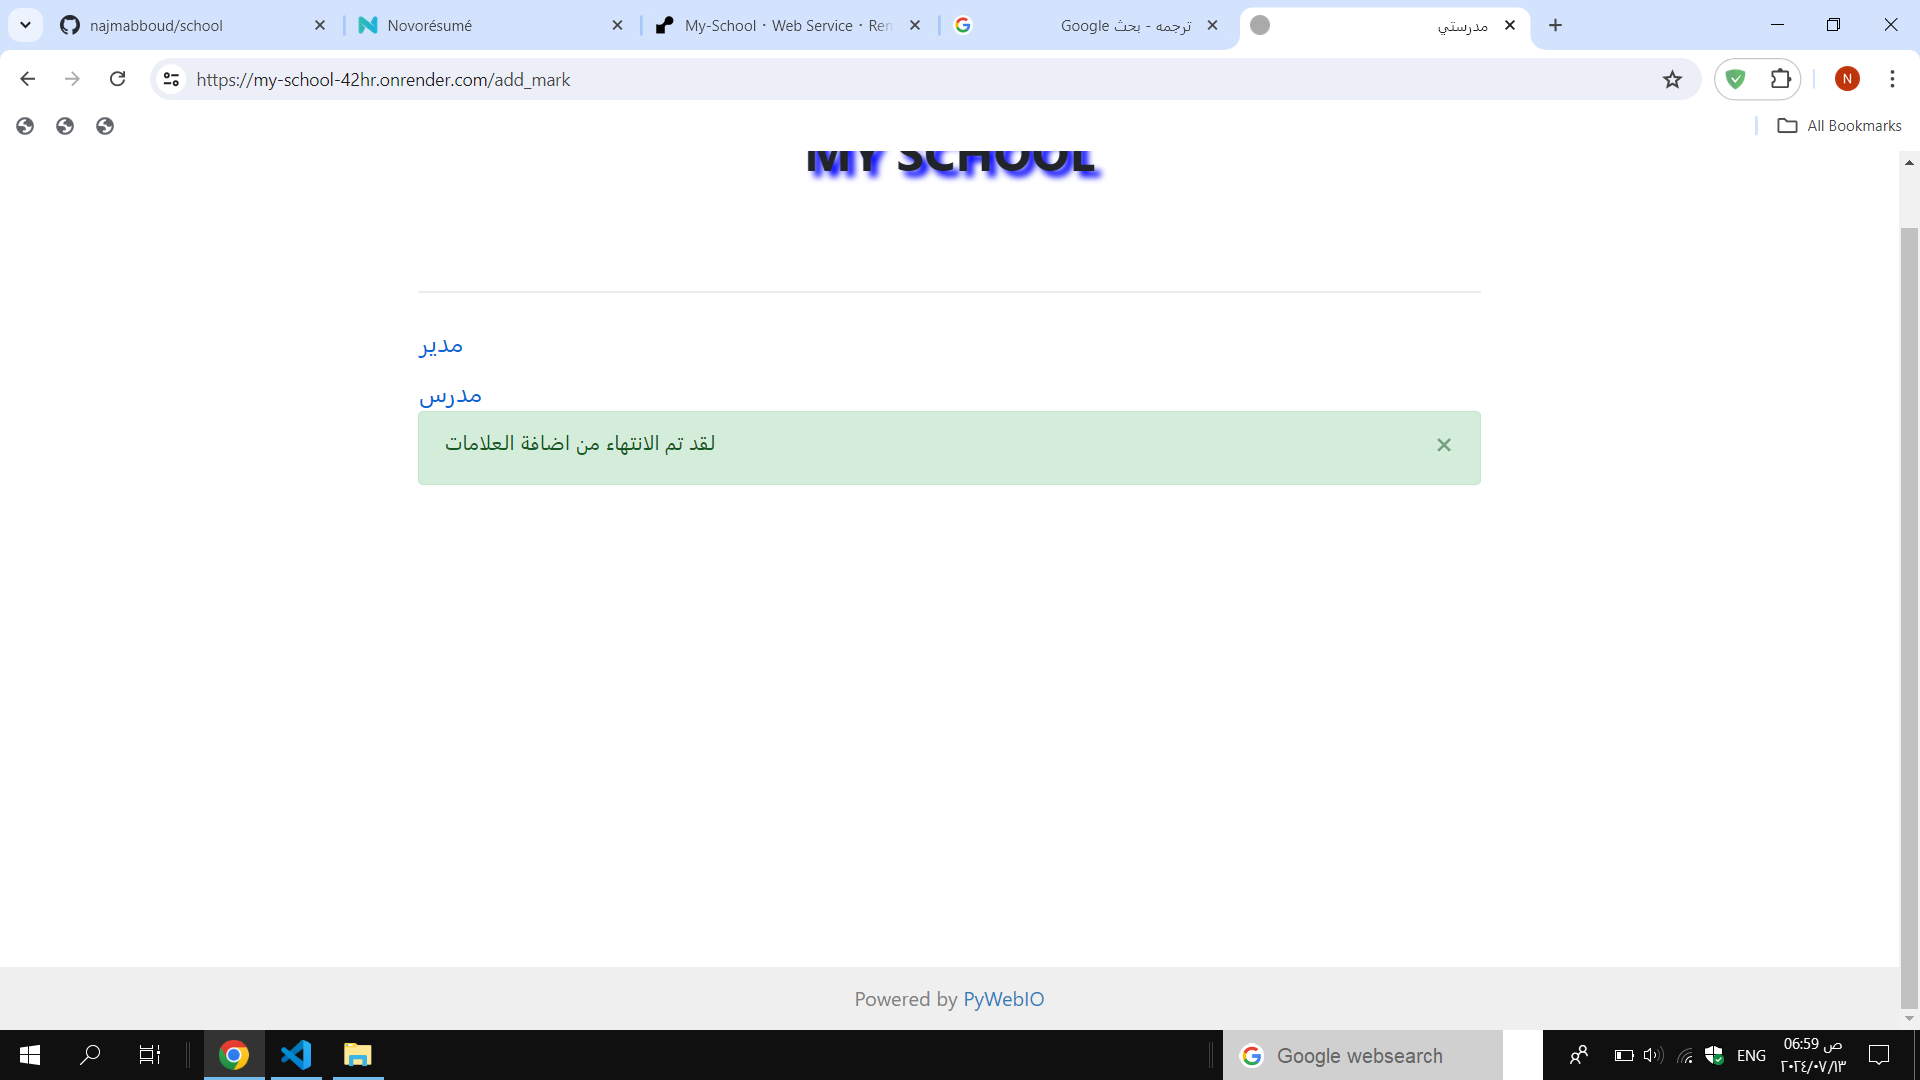 najmabboud/school
Novorésumé
My-School · Web Service · Ren
ترجمه - بحث Google
مدرستي
https://my-school-42hr.onrender.com/add_mark
N
All Bookmarks
MY SCHOOL
مدير
مدرس
لقد تم الانتهاء من اضافة العلامات
Powered by PyWebIO
Google websearch
ENG
06:59 ص
٢٠٢٤/٠٧/١٣